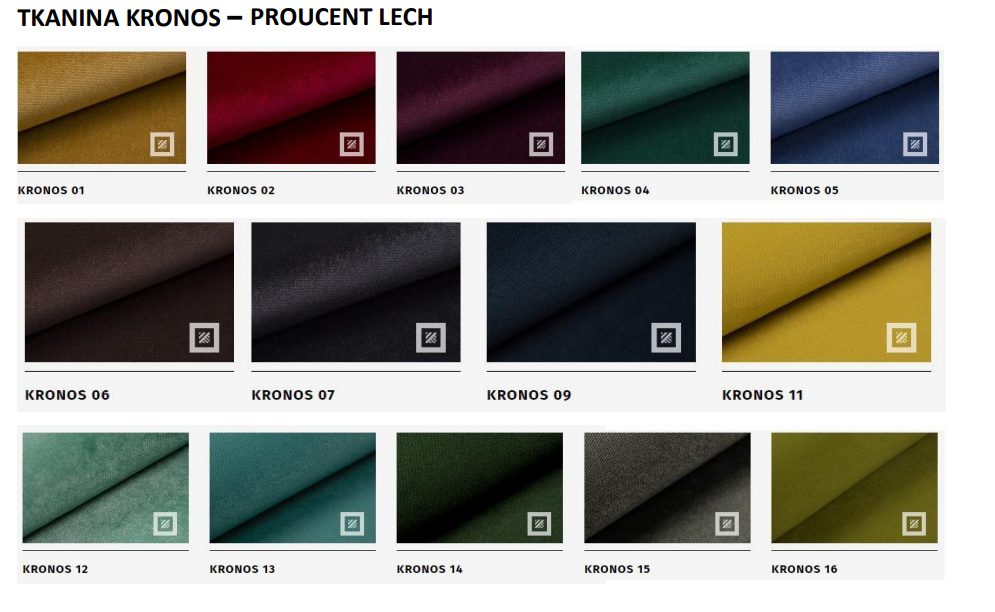 TKANINA KRONOS – PROUCENT LECH
KRONOS 01
KRONOS 02
KRONOS 03
KRONOS 04
KRONOS 05
KRONOS 06
KRONOS 07
KRONOS 09
KRONOS 11
KRONOS 12
KRONOS 13
KRONOS 14
KRONOS 15
KRONOS 16